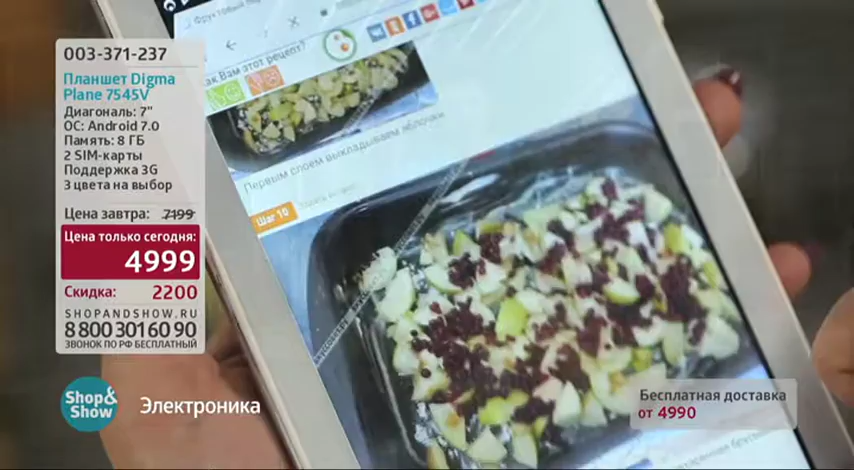 003-371-237
Планшет Digma
Plane 7545V
Диагональ: 7"
ОС: Android 7.0
Память: 8 ГБ
2 SIM-карты
Поддержка 3G
3 цвета на выбор
Цена завтра: 7199
Цена только сегодня:
4999
Скидка: 2200
SHOPANDSHOW.RU
8 800 301 60 90
ЗВОНОК ПО РФ БЕСПЛАТНЫЙ
Shop&
Show
Электроника
Бесплатная доставка
от 4990
Фруктовый
как Вам этот рецепт?
Первым слоем выкладываем яблочки
Шаг 10